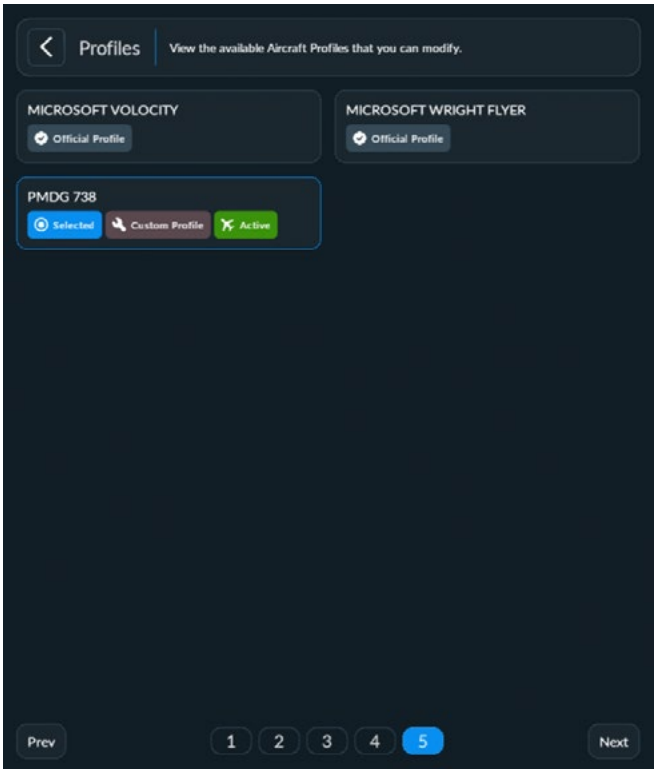 Profiles
View the available Aircraft Profiles that you can modify.
MICROSOFT VOLOCITY
Official Profile
MICROSOFT WRIGHT FLYER
Official Profile
PMDG 738
Selected Custom Profile Active
Prev 1 2 3 4 5 Next